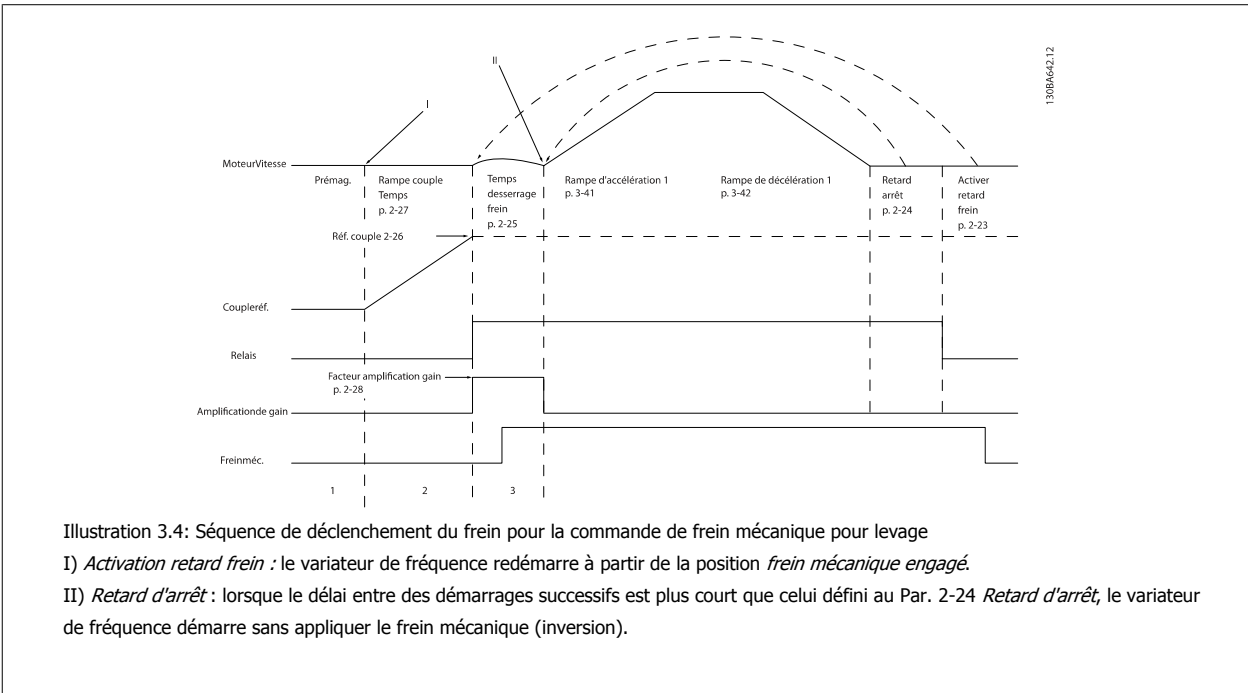 130BA642.12
II
I
MoteurVitesse
Prémag.
Rampe couple
Temps
p. 2-27
Temps
desserrage
frein
p. 2-25
Rampe d'accélération 1
p. 3-41
Rampe de décélération 1
p. 3-42
Retard
arrêt
p. 2-24
Activer
retard
frein
p. 2-23
Réf. couple 2-26
Coupleréf.
Relais
Facteur amplification gain
p. 2-28
Amplificationde gain
Freinméc.
1
2
3
Illustration 3.4: Séquence de déclenchement du frein pour la commande de frein mécanique pour levage
I) Activation retard frein : le variateur de fréquence redémarre à partir de la position frein mécanique engagé.
II) Retard d'arrêt : lorsque le délai entre des démarrages successifs est plus court que celui défini au Par. 2-24 Retard d'arrêt, le variateur
de fréquence démarre sans appliquer le frein mécanique (inversion).